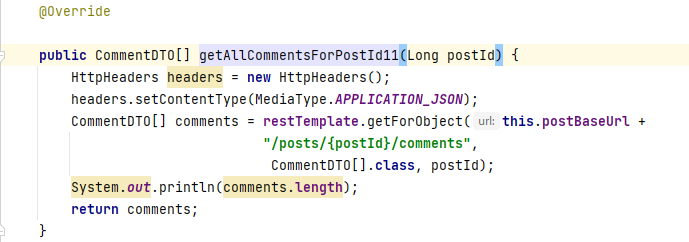 @Override
public CommentDTO[] getAllCommentsForPostId11(Long postId) {
HttpHeaders headers = new HttpHeaders();
headers.setContentType(MediaType.APPLICATION_JSON);
CommentDTO[] comments = restTemplate.getForObject( url: this.postBaseUrl +
"/posts/{postId}/comments",
CommentDTO[].class, postId);
System.out.println(comments.length);
return comments;
}